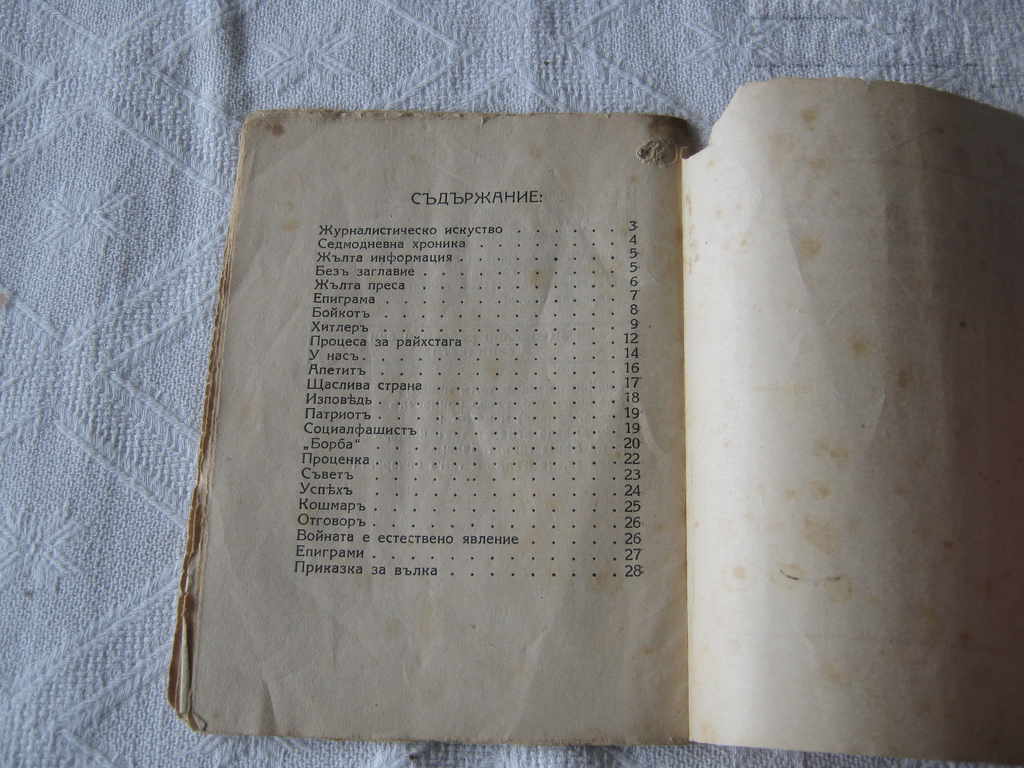 СЪДЪРЖАНИЕ:
Журналистическо искуство . . . . . . 3
Седмодневна хроника . . . . . . . . 4
Жълта информация . . . . . . . . . 5
Безъ заглавие . . . . . . . . . . . 5
Жълта преса . . . . . . . . . . . 6
Епиграма . . . . . . . . . . . . . 7
Бойкотъ . . . . . . . . . . . . . 8
Хитлеръ . . . . . . . . . . . . . 9
Процеса за райхстага . . . . . . . . 12
У насъ . . . . . . . . . . . . . . 14
Апетитъ . . . . . . . . . . . . . 16
Щаслива страна . . . . . . . . . . 17
Изповѣдь . . . . . . . . . . . . . 18
Патриотъ . . . . . . . . . . . . . 19
Социалфашистъ . . . . . . . . . . 19
„Борба“ . . . . . . . . . . . . . 20
Проценка . . . . . . . . . . . . . 22
Съветъ . . . . . . . . . . . . . 23
Успѣхъ . . . . . . . . . . . . . 24
Кошмаръ . . . . . . . . . . . . . 25
Отговоръ . . . . . . . . . . . . . 26
Войната е естествено явление . . . . . 26
Епиграми . . . . . . . . . . . . . 27
Приказка за вълка . . . . . . . . . 28